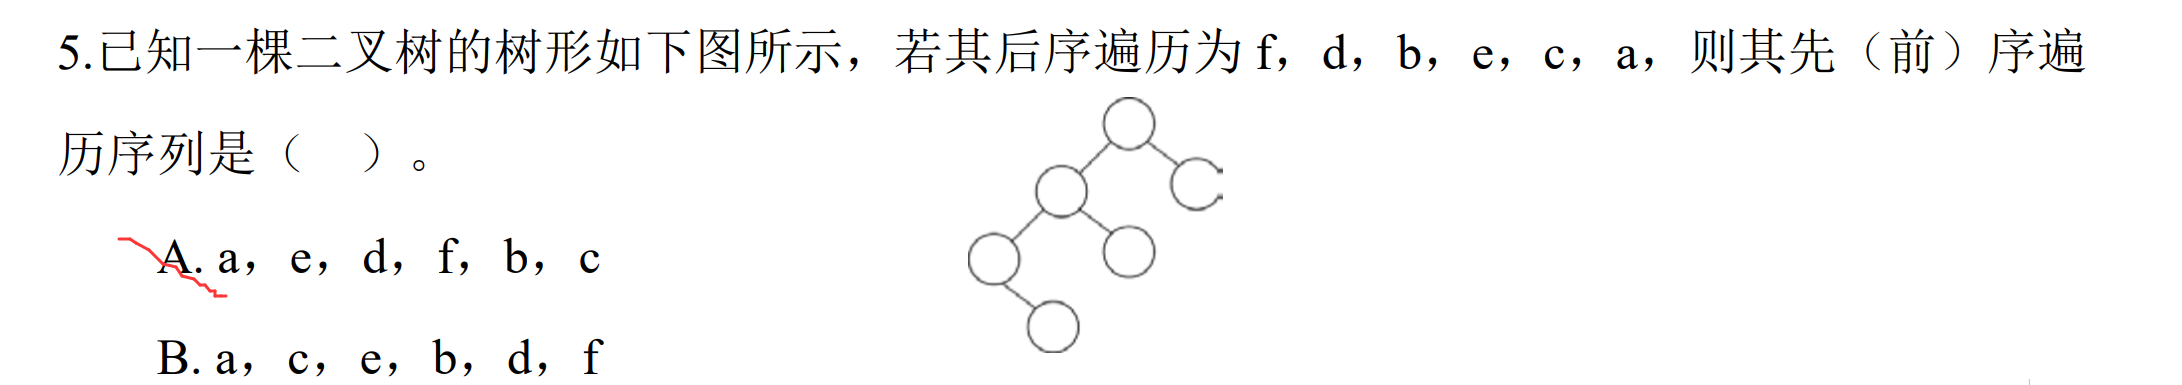 5.已知一棵二叉树的树形如下图所示，若其后序遍历为 f，d，b，e，c，a，则其先（前）序遍
历序列是（　）。
A. a，e，d，f，b，c
B. a，c，e，b，d，f